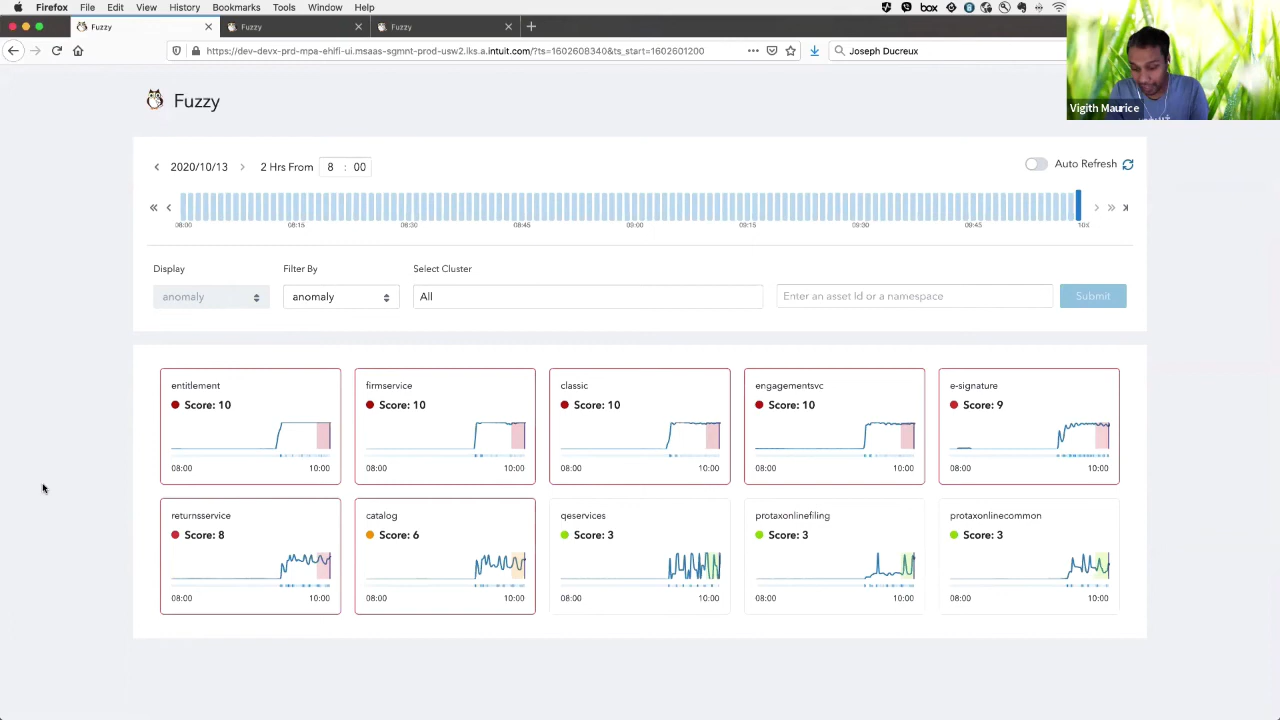 Firefox File Edit View History Bookmarks Tools Window Help
box
Fuzzy
Fuzzy
Fuzzy
https://dev-devx-prd-mpa-ehifi-ui.msaas-sgmnt-prod-usw2.iks.a.intuit.com/?ts=1602608340&ts_start=1602601200
Joseph Ducreux
Vigith Maurice
Fuzzy
2020/10/13 2 Hrs From 8 : 00
Auto Refresh
08:00 08:15 08:30 08:45 09:00 09:15 09:30 09:45
Display Filter By Select Cluster
anomaly anomaly All Enter an asset Id or a namespace Submit
entitlement firmservice classic engagementsvc e-signature
Score: 10 Score: 10 Score: 10 Score: 10 Score: 9
08:00 10:00 08:00 10:00 08:00 10:00 08:00 10:00 08:00 10:00
returnsservice catalog qeservices protaxonlinefiling protaxonlinecommon
Score: 8 Score: 6 Score: 3 Score: 3 Score: 3
08:00 10:00 08:00 10:00 08:00 10:00 08:00 10:00 08:00 10:00